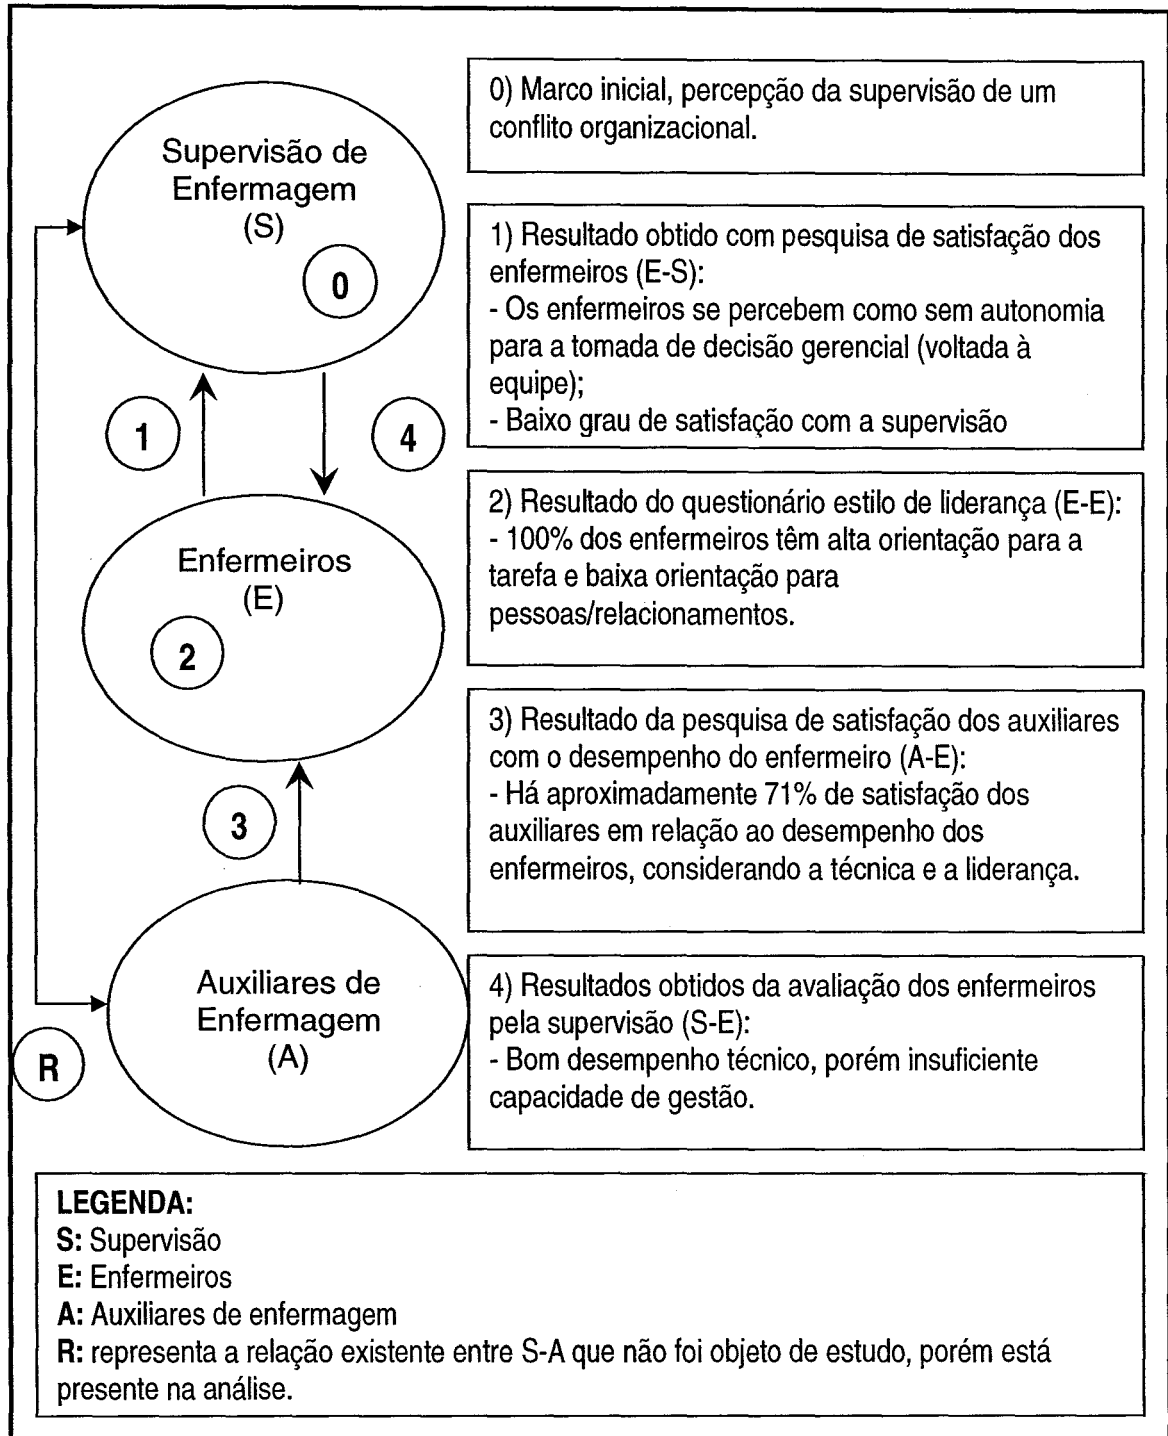 Supervisão de
Enfermagem
(S)
0
1
4
Enfermeiros
(E)
2
3
Auxiliares de
Enfermagem
(A)
R
0) Marco inicial, percepção da supervisão de um
conflito organizacional.
1) Resultado obtido com pesquisa de satisfação dos
enfermeiros (E-S):
- Os enfermeiros se percebem como sem autonomia
para a tomada de decisão gerencial (voltada à
equipe);
- Baixo grau de satisfação com a supervisão
2) Resultado do questionário estilo de liderança (E-E):
- 100% dos enfermeiros têm alta orientação para a
tarefa e baixa orientação para
pessoas/relacionamentos.
3) Resultado da pesquisa de satisfação dos auxiliares
com o desempenho do enfermeiro (A-E):
- Há aproximadamente 71% de satisfação dos
auxiliares em relação ao desempenho dos
enfermeiros, considerando a técnica e a liderança.
4) Resultados obtidos da avaliação dos enfermeiros
pela supervisão (S-E):
- Bom desempenho técnico, porém insuficiente
capacidade de gestão.
LEGENDA:
S: Supervisão
E: Enfermeiros
A: Auxiliares de enfermagem
R: representa a relação existente entre S-A que não foi objeto de estudo, porém está
presente na análise.